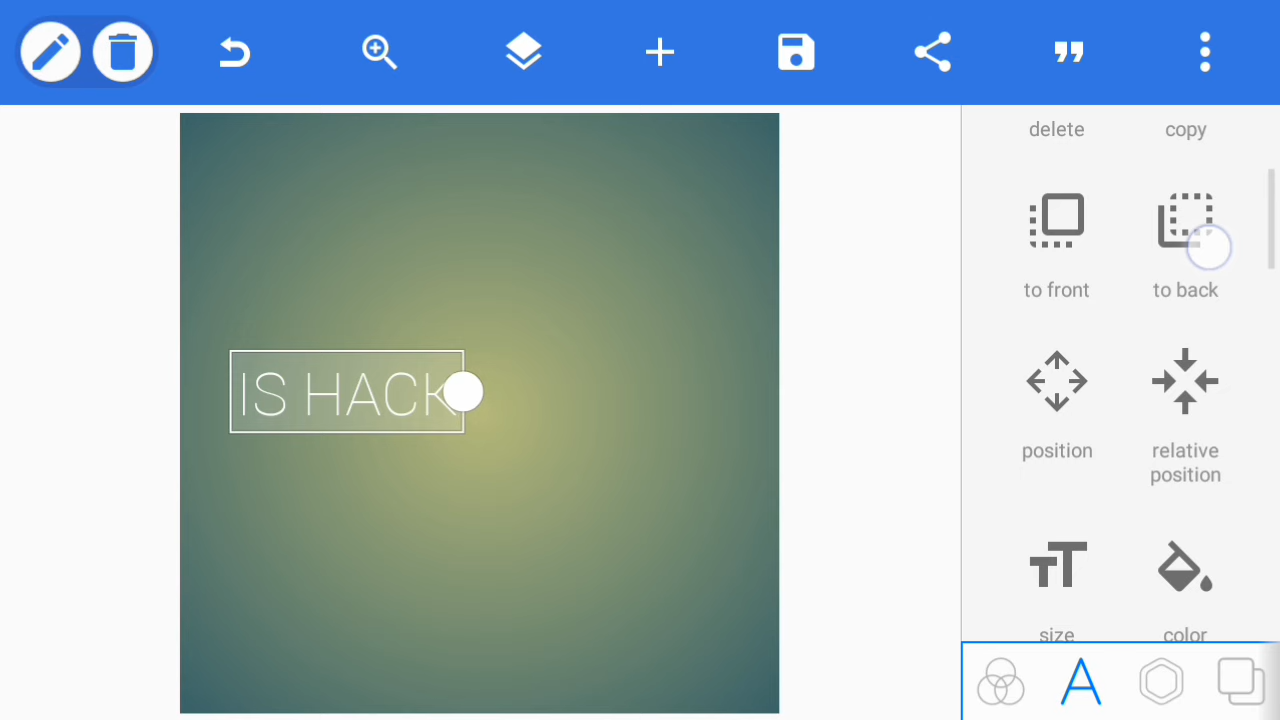 delete copy
to front to back
IS HACK
position relative position
size color